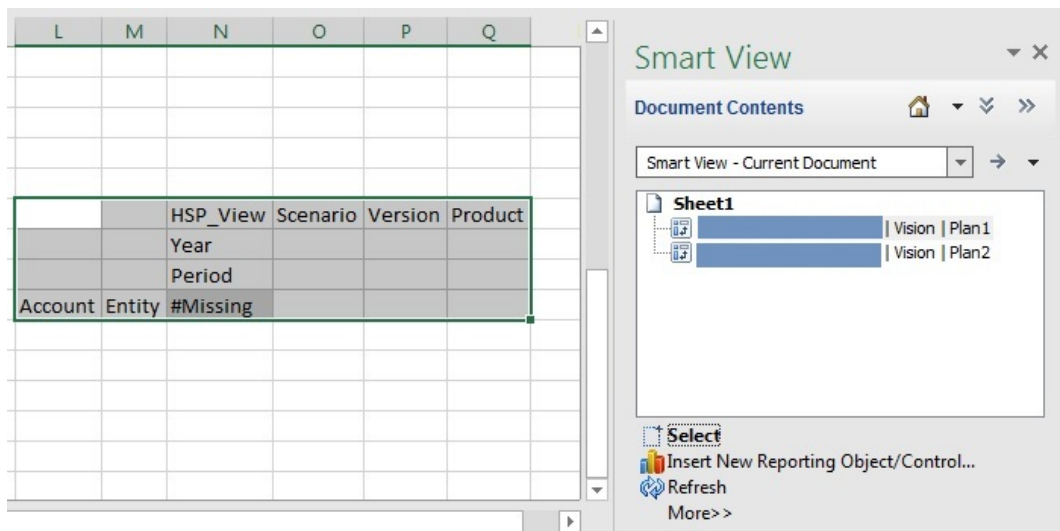 L M N O P Q
HSP_View Scenario Version Product
Year
Period
Account Entity #Missing
Smart View
Document Contents
Smart View - Current Document
Sheet1
| Vision | Plan1
| Vision | Plan2
Select
Insert New Reporting Object/Control...
Refresh
More>>